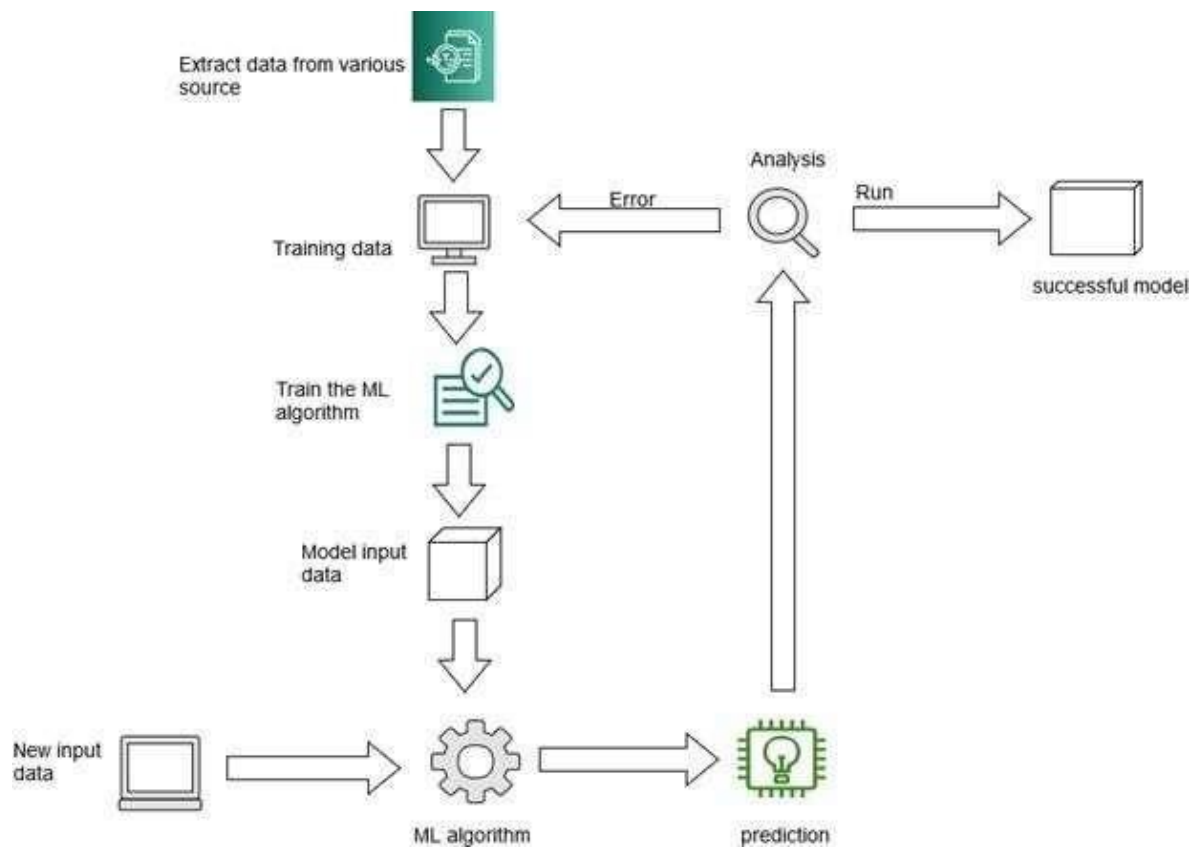 Extract data from various
source
Analysis
Error
Run
Training data
successful model
Train the ML
algorithm
Model input
data
New input
data
ML algorithm
prediction